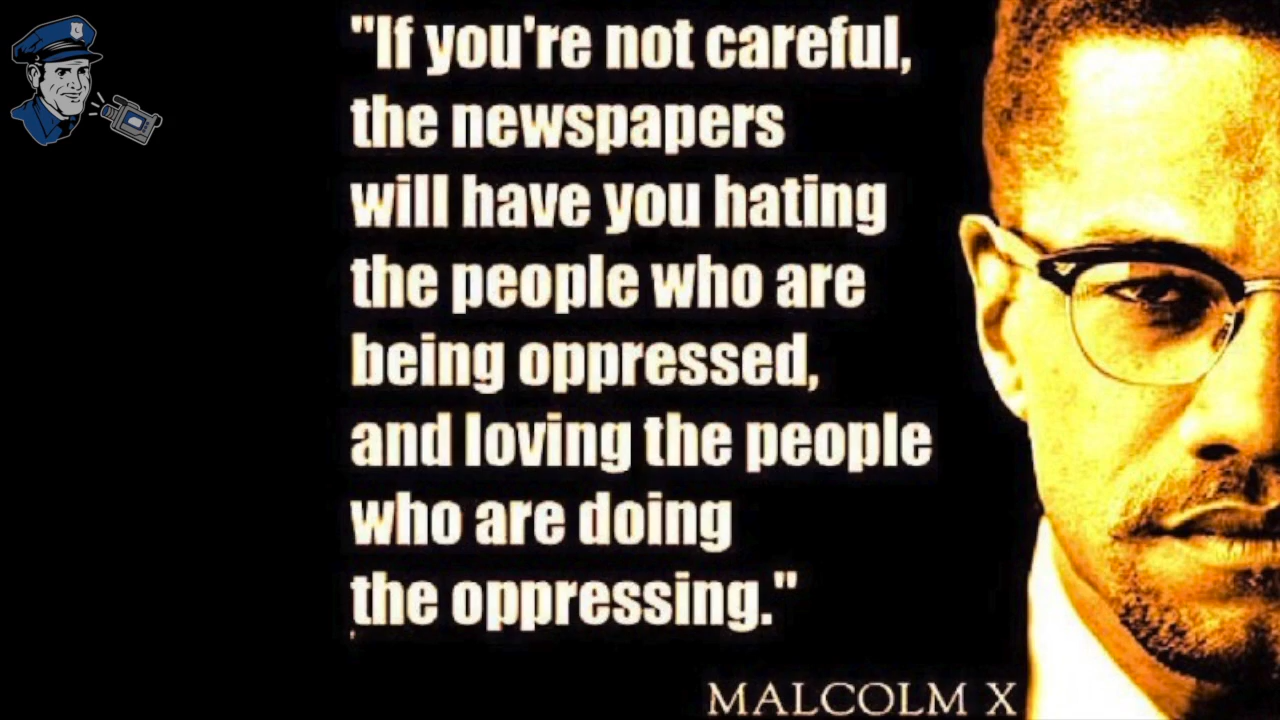 "If you're not careful,
the newspapers
will have you hating
the people who are
being oppressed,
and loving the people
who are doing
the oppressing."
MALCOLM X